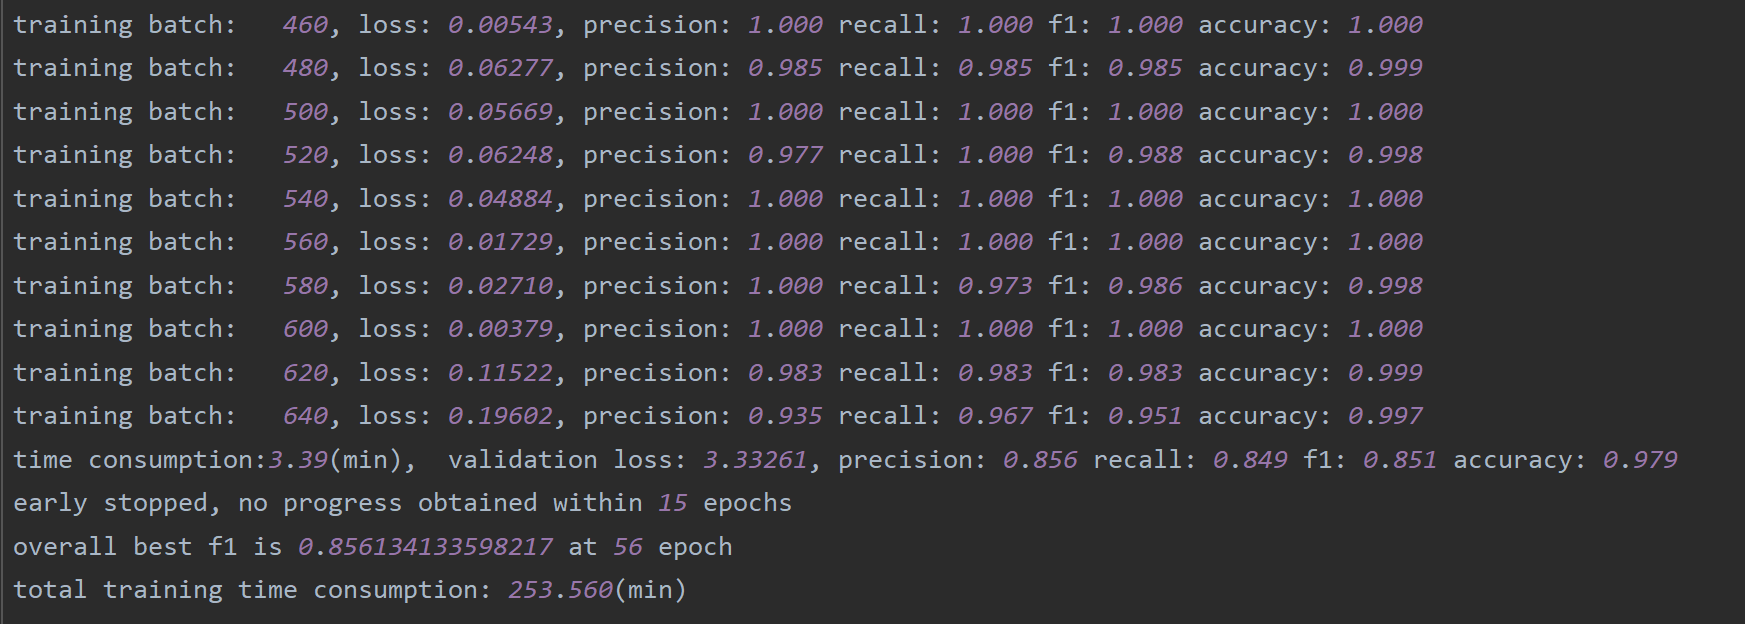 training batch:   460, loss: 0.00543, precision: 1.000 recall: 1.000 f1: 1.000 accuracy: 1.000
training batch:   480, loss: 0.06277, precision: 0.985 recall: 0.985 f1: 0.985 accuracy: 0.999
training batch:   500, loss: 0.05669, precision: 1.000 recall: 1.000 f1: 1.000 accuracy: 1.000
training batch:   520, loss: 0.06248, precision: 0.977 recall: 1.000 f1: 0.988 accuracy: 0.998
training batch:   540, loss: 0.04884, precision: 1.000 recall: 1.000 f1: 1.000 accuracy: 1.000
training batch:   560, loss: 0.01729, precision: 1.000 recall: 1.000 f1: 1.000 accuracy: 1.000
training batch:   580, loss: 0.02710, precision: 1.000 recall: 0.973 f1: 0.986 accuracy: 0.998
training batch:   600, loss: 0.00379, precision: 1.000 recall: 1.000 f1: 1.000 accuracy: 1.000
training batch:   620, loss: 0.11522, precision: 0.983 recall: 0.983 f1: 0.983 accuracy: 0.999
training batch:   640, loss: 0.19602, precision: 0.935 recall: 0.967 f1: 0.951 accuracy: 0.997
time consumption:3.39(min),  validation loss: 3.33261, precision: 0.856 recall: 0.849 f1: 0.851 accuracy: 0.979
early stopped, no progress obtained within 15 epochs
overall best f1 is 0.856134133598217 at 56 epoch
total training time consumption: 253.560(min)